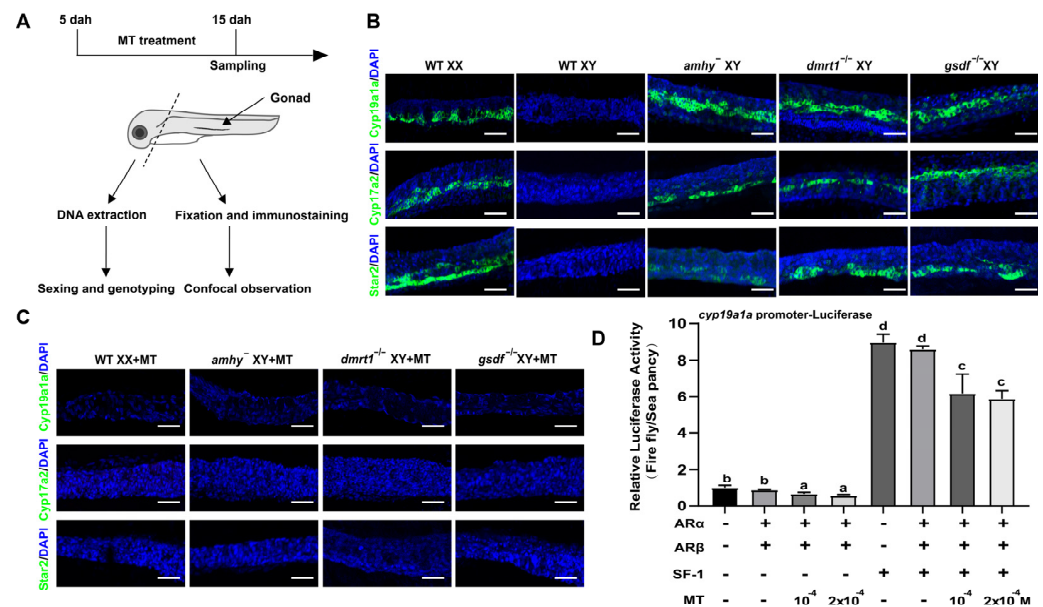 A
5 dah 15 dah
MT treatment
Sampling
Gonad
DNA extraction Fixation and immunostaining
Sexing and genotyping Confocal observation
B
WT XX WT XY amhy⁻ XY dmrt1⁻/⁻ XY gsdf⁻/⁻XY
Cyp19a1a/DAPI
Cyp17a2/DAPI
Star2/DAPI
C
WT XX+MT amhy⁻ XY+MT dmrt1⁻/⁻ XY+MT gsdf⁻/⁻XY+MT
Cyp19a1a/DAPI
Cyp17a2/DAPI
Star2/DAPI
D
cyp19a1a promoter-Luciferase
Relative Luciferase Activity
(Fire fly/Sea pancy)
10
8
6
4
2
0
b b a a d d c c
ARα - + + + - + + +
ARβ - + + + - + + +
SF-1 - - - - + + + +
MT - - 10⁻⁴ 2x10⁻⁴ - - 10⁻⁴ 2x10⁻⁴M